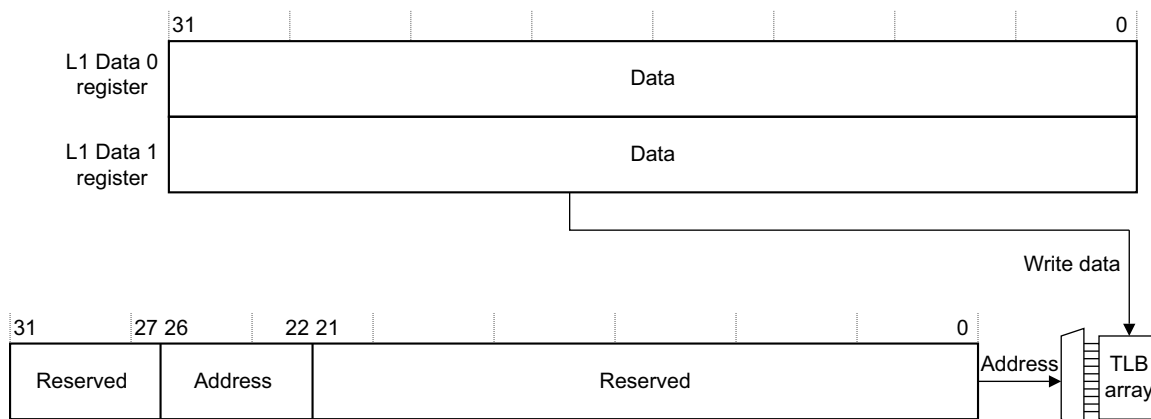 31 0
L1 Data 0
register
Data
L1 Data 1
register
Data
Write data
31 27 26 22 21 0
Reserved Address Reserved
Address
TLB
array